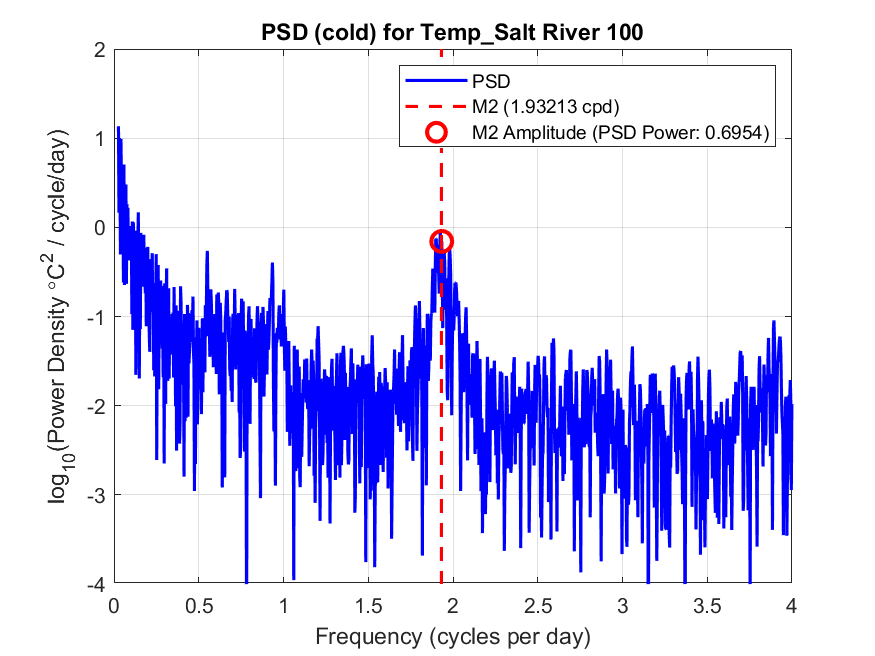 PSD (cold) for Temp_Salt River 100
PSD
M2 (1.93213 cpd)
M2 Amplitude (PSD Power: 0.6954)
log10(Power Density °C2 / cycle/day)
2
1
0
-1
-2
-3
-4
0 0.5 1 1.5 2 2.5 3 3.5 4
Frequency (cycles per day)